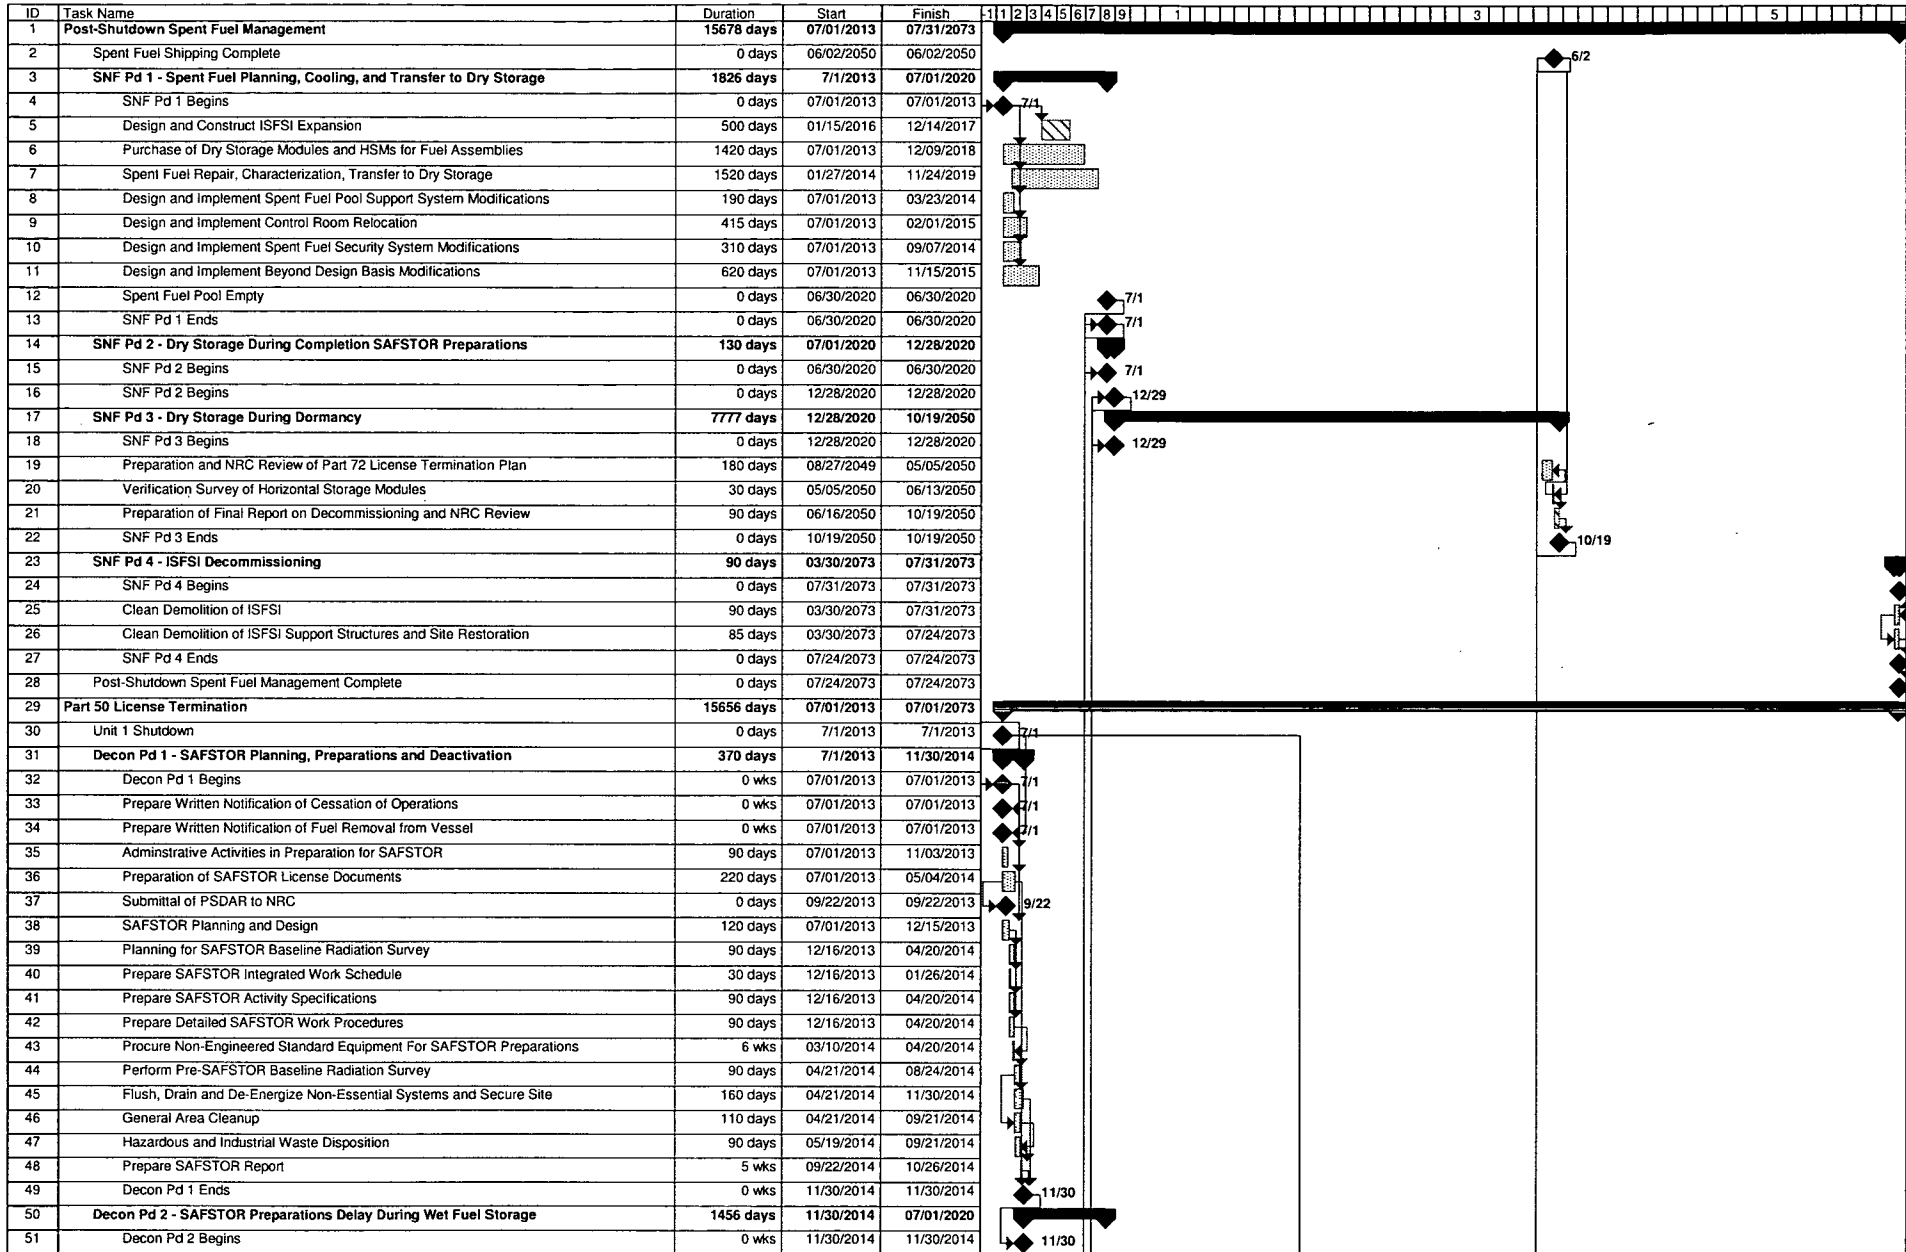 ID Task Name Duration Start Finish -1 1 2 3 4 5 6 7 8 9 1 3 5
1 Post-Shutdown Spent Fuel Management 15678 days 07/01/2013 07/31/2073
2 Spent Fuel Shipping Complete 0 days 06/02/2050 06/02/2050 6/2
3 SNF Pd 1 - Spent Fuel Planning, Cooling, and Transfer to Dry Storage 1826 days 7/1/2013 07/01/2020
4 SNF Pd 1 Begins 0 days 07/01/2013 07/01/2013 7/1
5 Design and Construct ISFSI Expansion 500 days 01/15/2016 12/14/2017
6 Purchase of Dry Storage Modules and HSMs for Fuel Assemblies 1420 days 07/01/2013 12/09/2018
7 Spent Fuel Repair, Characterization, Transfer to Dry Storage 1520 days 01/27/2014 11/24/2019
8 Design and Implement Spent Fuel Pool Support System Modifications 190 days 07/01/2013 03/23/2014
9 Design and Implement Control Room Relocation 415 days 07/01/2013 02/01/2015
10 Design and Implement Spent Fuel Security System Modifications 310 days 07/01/2013 09/07/2014
11 Design and Implement Beyond Design Basis Modifications 620 days 07/01/2013 11/15/2015
12 Spent Fuel Pool Empty 0 days 06/30/2020 06/30/2020 7/1
13 SNF Pd 1 Ends 0 days 06/30/2020 06/30/2020 7/1
14 SNF Pd 2 - Dry Storage During Completion SAFSTOR Preparations 130 days 07/01/2020 12/28/2020
15 SNF Pd 2 Begins 0 days 06/30/2020 06/30/2020 7/1
16 SNF Pd 2 Begins 0 days 12/28/2020 12/28/2020 12/29
17 SNF Pd 3 - Dry Storage During Dormancy 7777 days 12/28/2020 10/19/2050
18 SNF Pd 3 Begins 0 days 12/28/2020 12/28/2020 12/29
19 Preparation and NRC Review of Part 72 License Termination Plan 180 days 08/27/2049 05/05/2050
20 Verification Survey of Horizontal Storage Modules 30 days 05/05/2050 06/13/2050
21 Preparation of Final Report on Decommissioning and NRC Review 90 days 06/16/2050 10/19/2050
22 SNF Pd 3 Ends 0 days 10/19/2050 10/19/2050 10/19
23 SNF Pd 4 - ISFSI Decommissioning 90 days 03/30/2073 07/31/2073
24 SNF Pd 4 Begins 0 days 07/31/2073 07/31/2073
25 Clean Demolition of ISFSI 90 days 03/30/2073 07/31/2073
26 Clean Demolition of ISFSI Support Structures and Site Restoration 85 days 03/30/2073 07/24/2073
27 SNF Pd 4 Ends 0 days 07/24/2073 07/24/2073
28 Post-Shutdown Spent Fuel Management Complete 0 days 07/24/2073 07/24/2073
29 Part 50 License Termination 15656 days 07/01/2013 07/01/2073
30 Unit 1 Shutdown 0 days 7/1/2013 7/1/2013 7/1
31 Decon Pd 1 - SAFSTOR Planning, Preparations and Deactivation 370 days 7/1/2013 11/30/2014
32 Decon Pd 1 Begins 0 wks 07/01/2013 07/01/2013 7/1
33 Prepare Written Notification of Cessation of Operations 0 wks 07/01/2013 07/01/2013 7/1
34 Prepare Written Notification of Fuel Removal from Vessel 0 wks 07/01/2013 07/01/2013 7/1
35 Adminstrative Activities in Preparation for SAFSTOR 90 days 07/01/2013 11/03/2013
36 Preparation of SAFSTOR License Documents 220 days 07/01/2013 05/04/2014
37 Submittal of PSDAR to NRC 0 days 09/22/2013 09/22/2013 9/22
38 SAFSTOR Planning and Design 120 days 07/01/2013 12/15/2013
39 Planning for SAFSTOR Baseline Radiation Survey 90 days 12/16/2013 04/20/2014
40 Prepare SAFSTOR Integrated Work Schedule 30 days 12/16/2013 01/26/2014
41 Prepare SAFSTOR Activity Specifications 90 days 12/16/2013 04/20/2014
42 Prepare Detailed SAFSTOR Work Procedures 90 days 12/16/2013 04/20/2014
43 Procure Non-Engineered Standard Equipment For SAFSTOR Preparations 6 wks 03/10/2014 04/20/2014
44 Perform Pre-SAFSTOR Baseline Radiation Survey 90 days 04/21/2014 08/24/2014
45 Flush, Drain and De-Energize Non-Essential Systems and Secure Site 160 days 04/21/2014 11/30/2014
46 General Area Cleanup 110 days 04/21/2014 09/21/2014
47 Hazardous and Industrial Waste Disposition 90 days 05/19/2014 09/21/2014
48 Prepare SAFSTOR Report 5 wks 09/22/2014 10/26/2014
49 Decon Pd 1 Ends 0 wks 11/30/2014 11/30/2014 11/30
50 Decon Pd 2 - SAFSTOR Preparations Delay During Wet Fuel Storage 1456 days 11/30/2014 07/01/2020
51 Decon Pd 2 Begins 0 wks 11/30/2014 11/30/2014 11/30